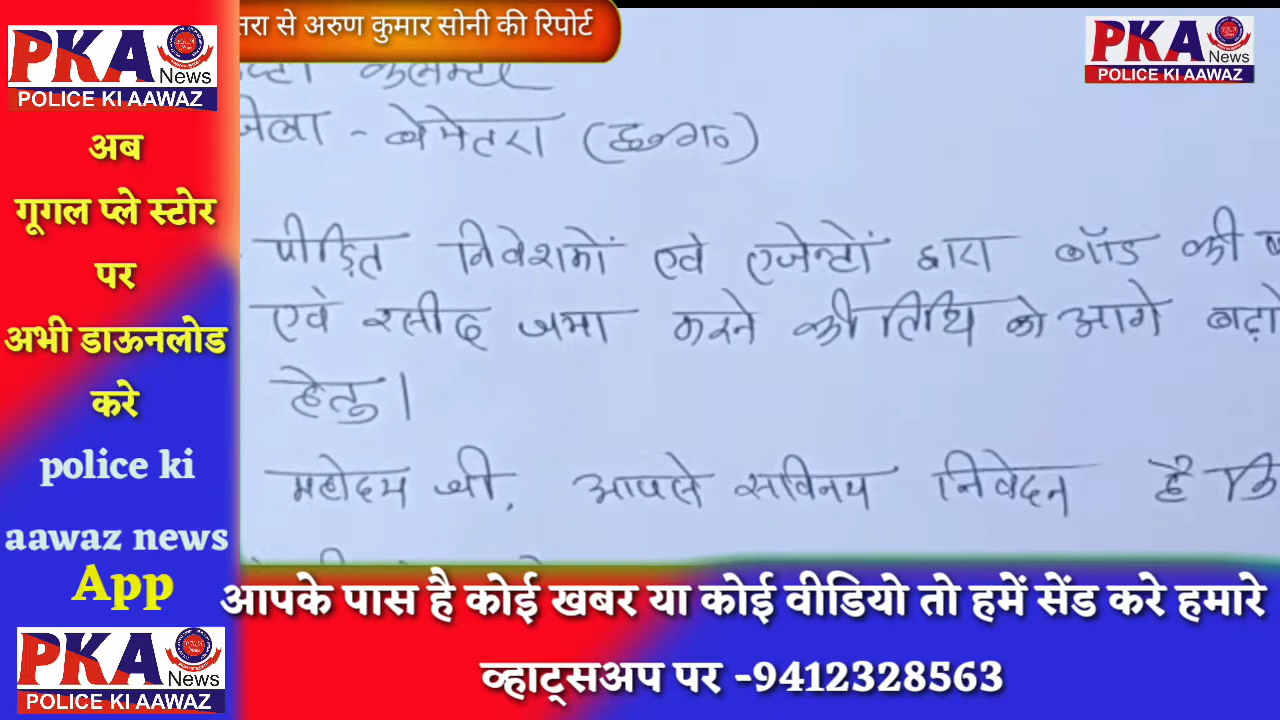 तरा से अरुण कुमार सोनी की रिपोर्ट
PKA
News
POLICE KI AAWAZ
PKA
News
POLICE KI AAWAZ
अब
गूगल प्ले स्टोर
पर
अभी डाऊनलोड
करे
police ki
aawaz news
App
PKA
News
POLICE KI AAWAZ
कलेक्टर
जिला - बेमेतरा (छ०ग०)
पीड़ित निवेशकों एवं एजेन्टों द्वारा बॉंड की
एवं रसीद जमा करने की तिथि को आगे बढ़ाने
हेतु।
महोदय जी, आपसे सविनय निवेदन है कि
आपके पास है कोई खबर या कोई वीडियो तो हमें सेंड करे हमारे
व्हाट्सअप पर -9412328563